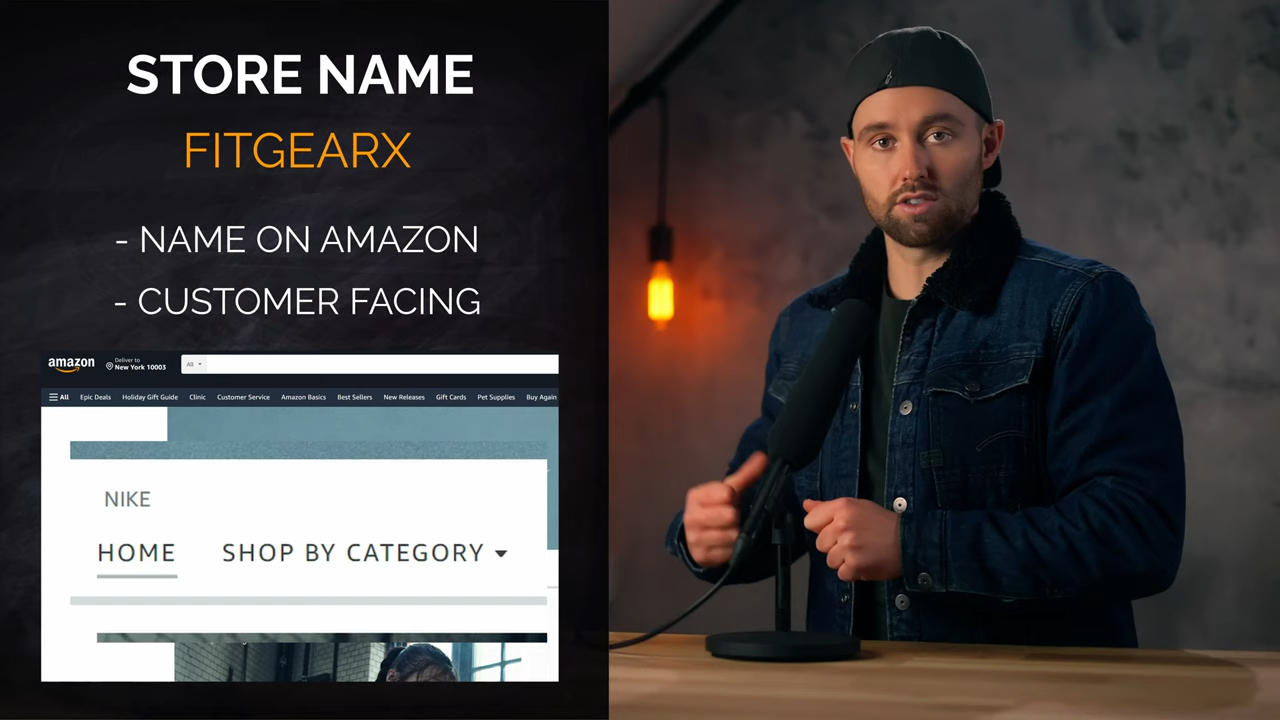 STORE NAME
FITGEARX
- NAME ON AMAZON
- CUSTOMER FACING
amazon
Deliver to
New York 10003
All
All Epic Deals Holiday Gift Guide Clinic Customer Service Amazon Basics Best Sellers New Releases Gift Cards Pet Supplies Buy Again
NIKE
HOME SHOP BY CATEGORY